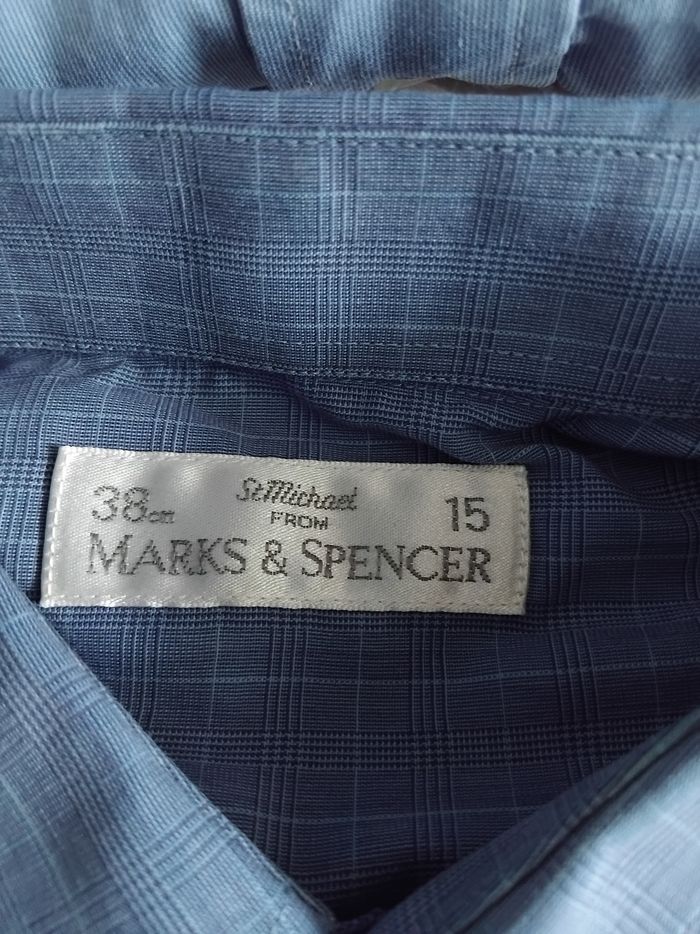 38cm St Michael 15
FROM
MARKS & SPENCER